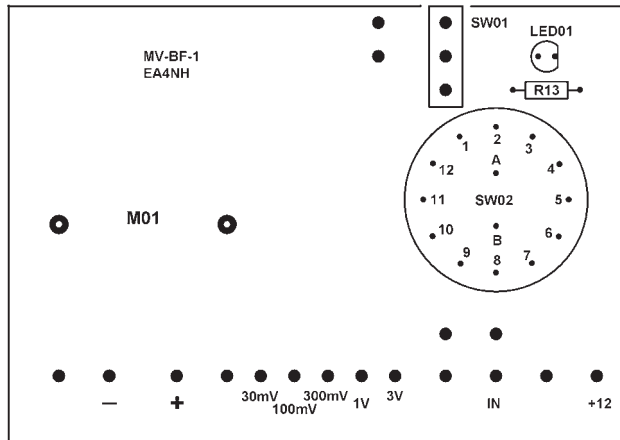 SW01
LED01
MV-BF-1
EA4NH
R13
1
2
3
A
12
4
M01
11
SW02
5
10
B
6
9
8
7
30mV
100mV
300mV
1V
3V
— + IN +12